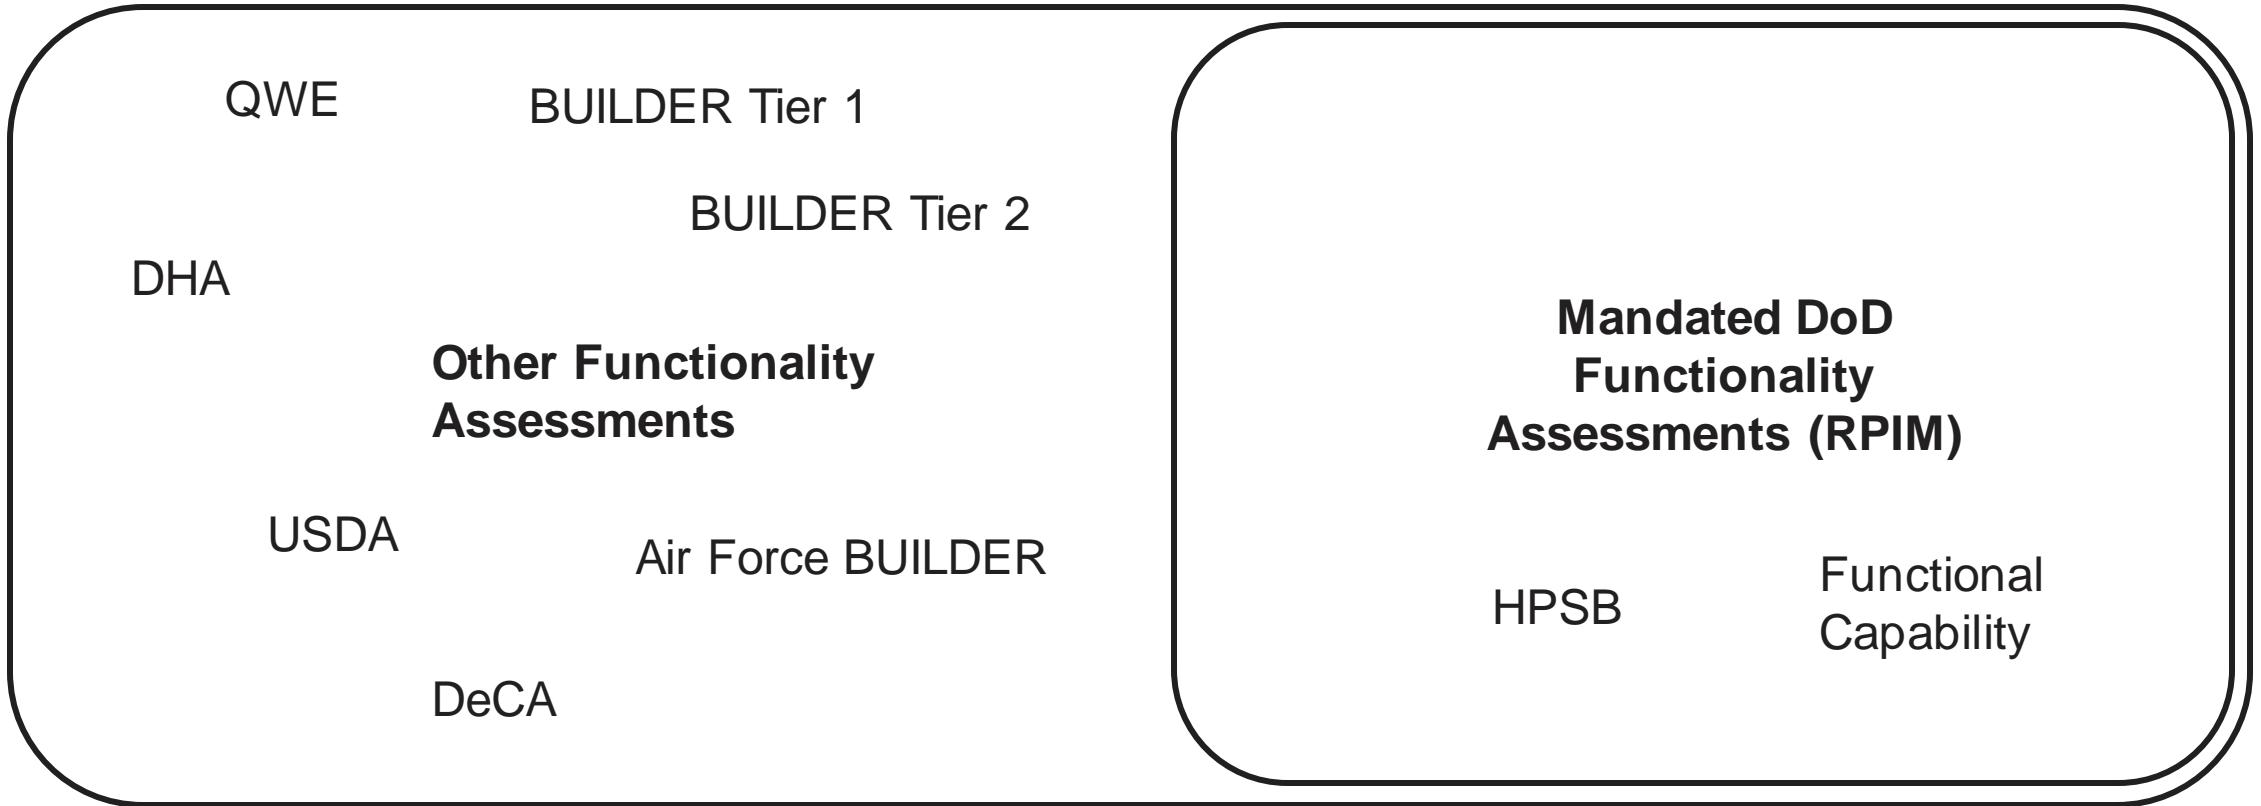 QWE
BUILDER Tier 1
BUILDER Tier 2
DHA
Other Functionality
Assessments
USDA
Air Force BUILDER
DeCA
Mandated DoD
Functionality
Assessments (RPIM)
HPSB
Functional
Capability